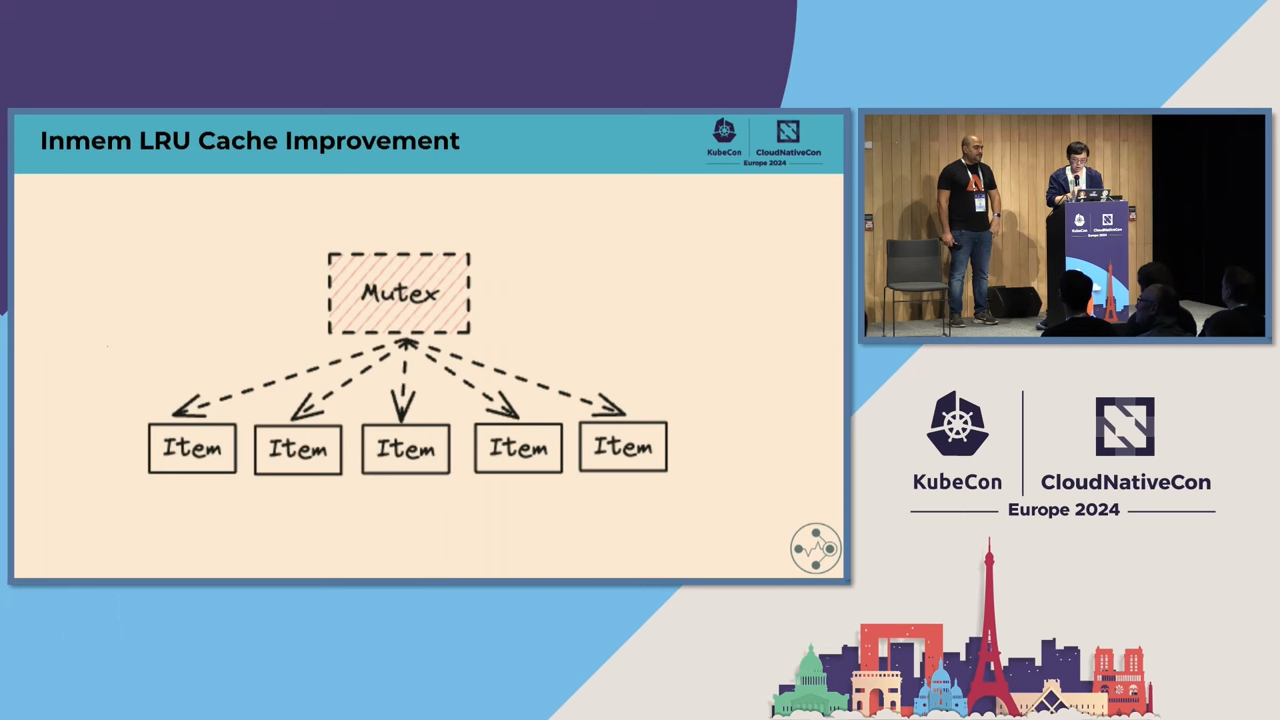 Inmem LRU Cache Improvement
KubeCon
CloudNativeCon
Europe 2024
Mutex
Item
Item
Item
Item
Item
KubeCon
CloudNativeCon
Europe 2024